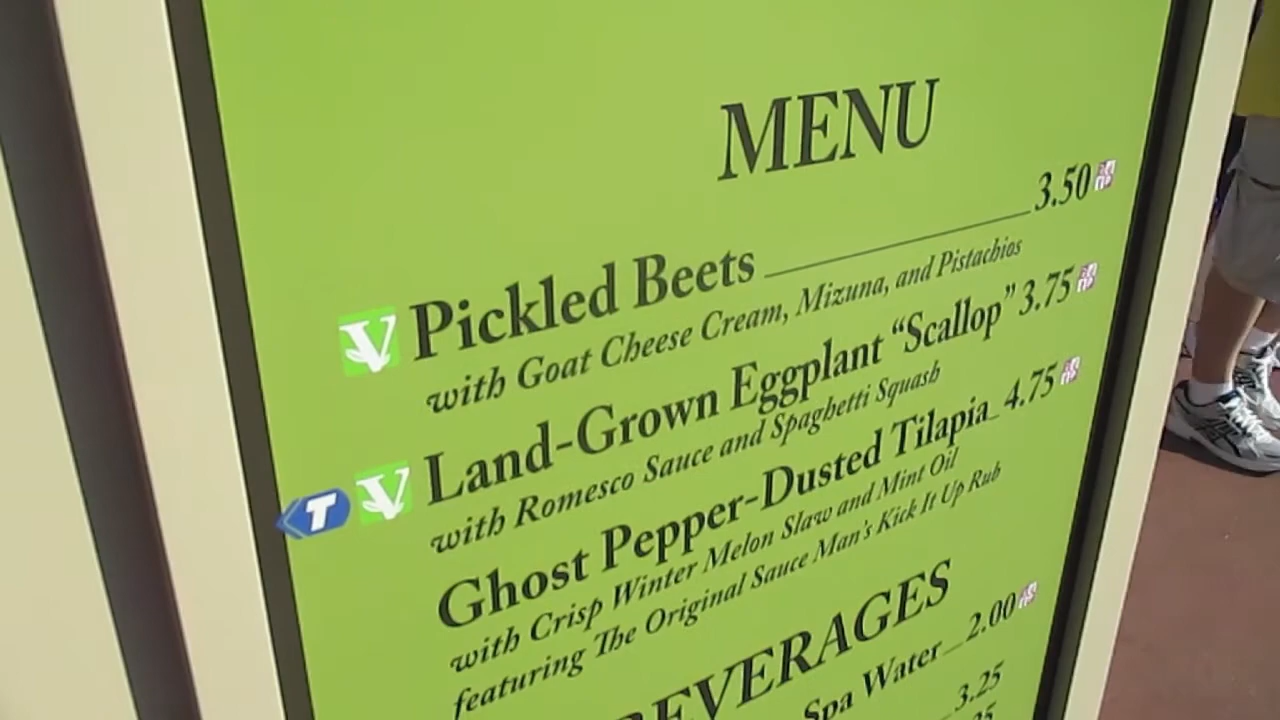 MENU
V Pickled Beets 3.50
with Goat Cheese Cream, Mizuna, and Pistachios
T V Land-Grown Eggplant “Scallop” 3.75
with Romesco Sauce and Spaghetti Squash
Ghost Pepper-Dusted Tilapia 4.75
with Crisp Winter Melon Slaw and Mint Oil
featuring The Original Sauce Man's Kick It Up Rub
BEVERAGES
Spa Water 2.00
3.25